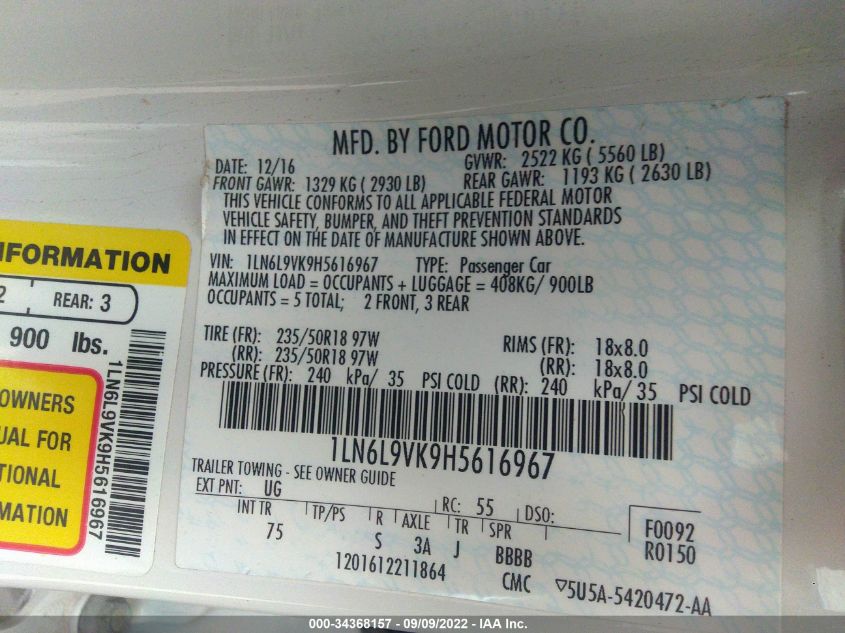 MFD. BY FORD MOTOR CO.
DATE: 12/16 GVWR: 2522 KG ( 5560 LB)
FRONT GAWR: 1329 KG ( 2930 LB) REAR GAWR: 1193 KG ( 2630 LB)
THIS VEHICLE CONFORMS TO ALL APPLICABLE FEDERAL MOTOR
VEHICLE SAFETY, BUMPER, AND THEFT PREVENTION STANDARDS
IN EFFECT ON THE DATE OF MANUFACTURE SHOWN ABOVE.
VIN: 1LN6L9VK9H5616967 TYPE: Passenger Car
MAXIMUM LOAD = OCCUPANTS + LUGGAGE = 408KG/ 900LB
OCCUPANTS = 5 TOTAL; 2 FRONT, 3 REAR
TIRE (FR): 235/50R18 97W RIMS (FR): 18x8.0
(RR): 235/50R18 97W (RR): 18x8.0
PRESSURE (FR): 240 kPa/ 35 PSI COLD (RR): 240 kPa/ 35 PSI COLD
1LN6L9VK9H5616967
TRAILER TOWING - SEE OWNER GUIDE
EXT PNT: UG RC: 55 DSO:
INT TR TP/PS R AXLE TR SPR F0092
75 S 3A J BBBB R0150
1201612211864 CMC ▽5U5A-5420472-AA
NFORMATION
2 REAR: 3
900 lbs.
1LN6L9VK9H5616967
OWNERS
UAL FOR
TIONAL
MATION
000-34368157 - 09/09/2022 - IAA Inc.